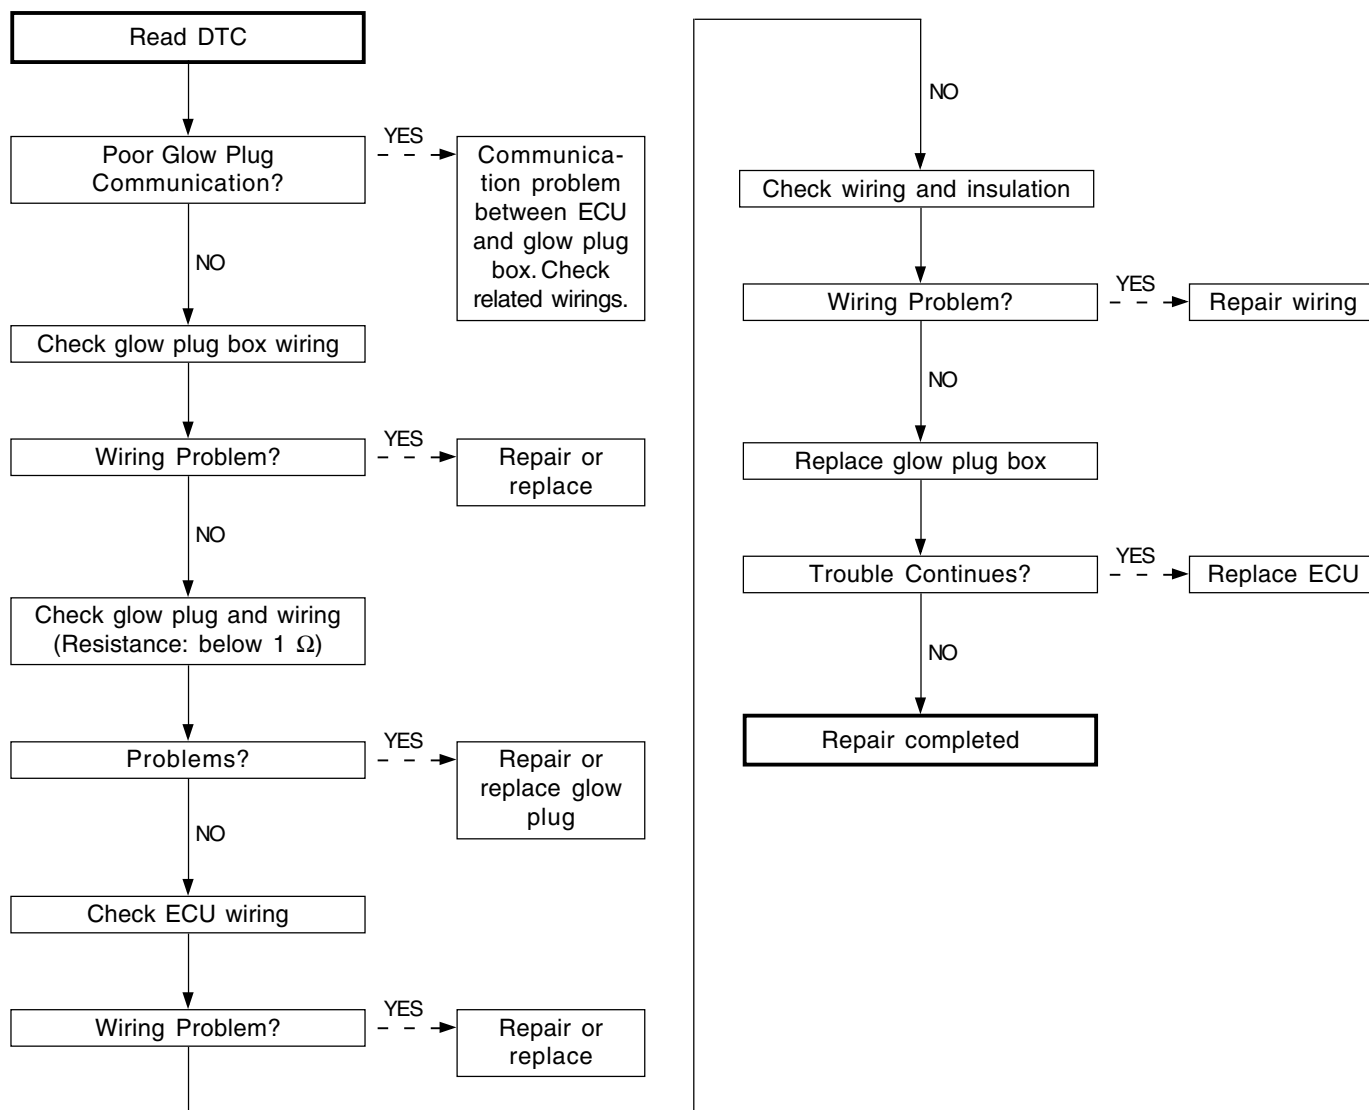 Read DTC
Poor Glow Plug
Communication?
YES
Communica-
tion problem
between ECU
and glow plug
box. Check
related wirings.
NO
Check glow plug box wiring
Wiring Problem?
YES
Repair or
replace
NO
Check glow plug and wiring
(Resistance: below 1 Ω)
Problems?
YES
Repair or
replace glow
plug
NO
Check ECU wiring
Wiring Problem?
YES
Repair or
replace
NO
Check wiring and insulation
Wiring Problem?
YES
Repair wiring
NO
Replace glow plug box
Trouble Continues?
YES
Replace ECU
NO
Repair completed